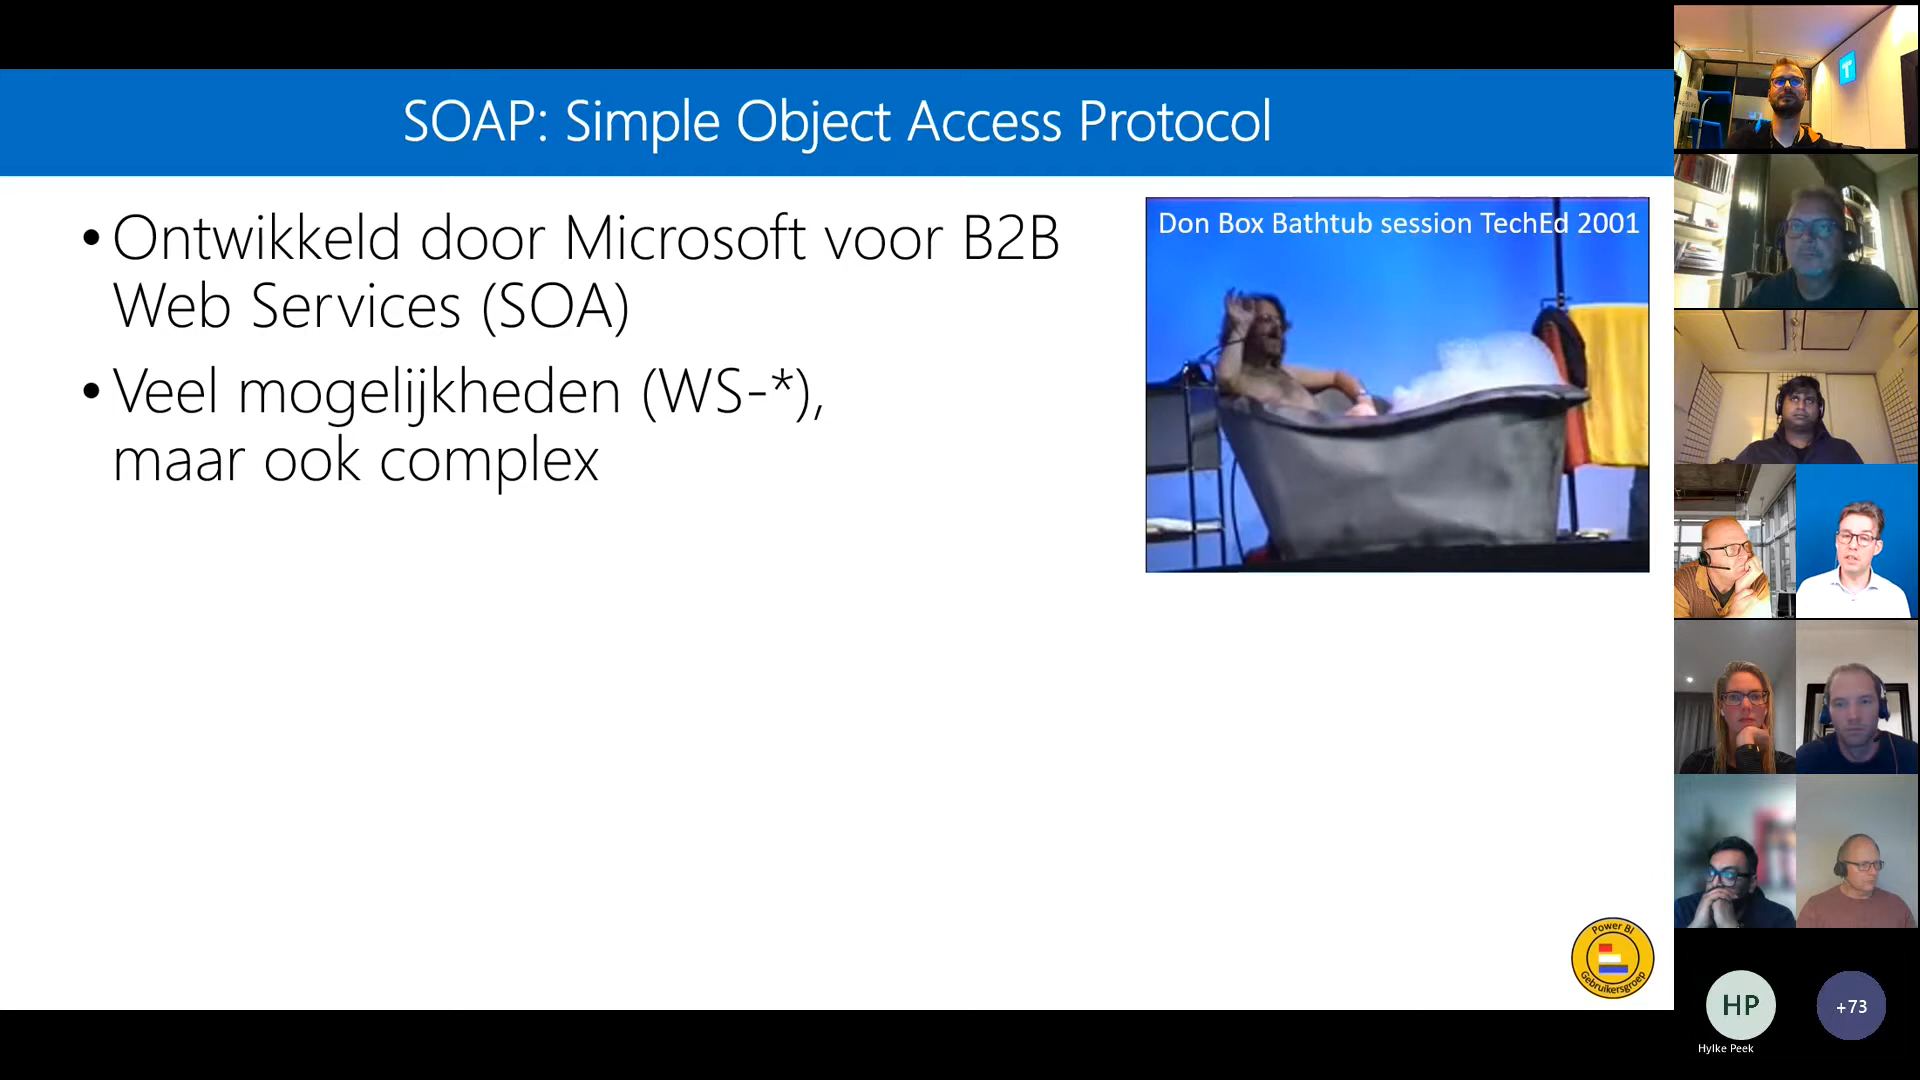 SOAP: Simple Object Access Protocol
• Ontwikkeld door Microsoft voor B2B
Web Services (SOA)
• Veel mogelijkheden (WS-*),
maar ook complex
Don Box Bathtub session TechEd 2001
Power BI
Gebruikersgroep
T
HP
Hylke Peek
+73